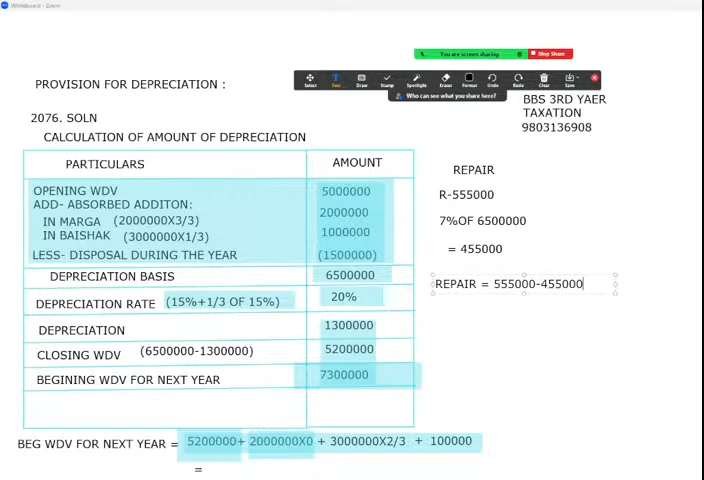 Whiteboard - Zoom
You are screen sharing Stop Share
PROVISION FOR DEPRECIATION :
Select Text Draw Stamp Spotlight Eraser Format Undo Redo Clear Save
Who can see what you share here?
BBS 3RD YAER
TAXATION
9803136908
2076. SOLN
CALCULATION OF AMOUNT OF DEPRECIATION
PARTICULARS AMOUNT
OPENING WDV 5000000
ADD- ABSORBED ADDITON:
IN MARGA (2000000X3/3) 2000000
IN BAISHAK (3000000X1/3) 1000000
LESS- DISPOSAL DURING THE YEAR (1500000)
DEPRECIATION BASIS 6500000
DEPRECIATION RATE (15%+1/3 OF 15%) 20%
DEPRECIATION 1300000
CLOSING WDV (6500000-1300000) 5200000
BEGINING WDV FOR NEXT YEAR 7300000
REPAIR
R-555000
7%OF 6500000
= 455000
REPAIR = 555000-455000
BEG WDV FOR NEXT YEAR = 5200000+ 2000000X0 + 3000000X2/3 + 100000
=